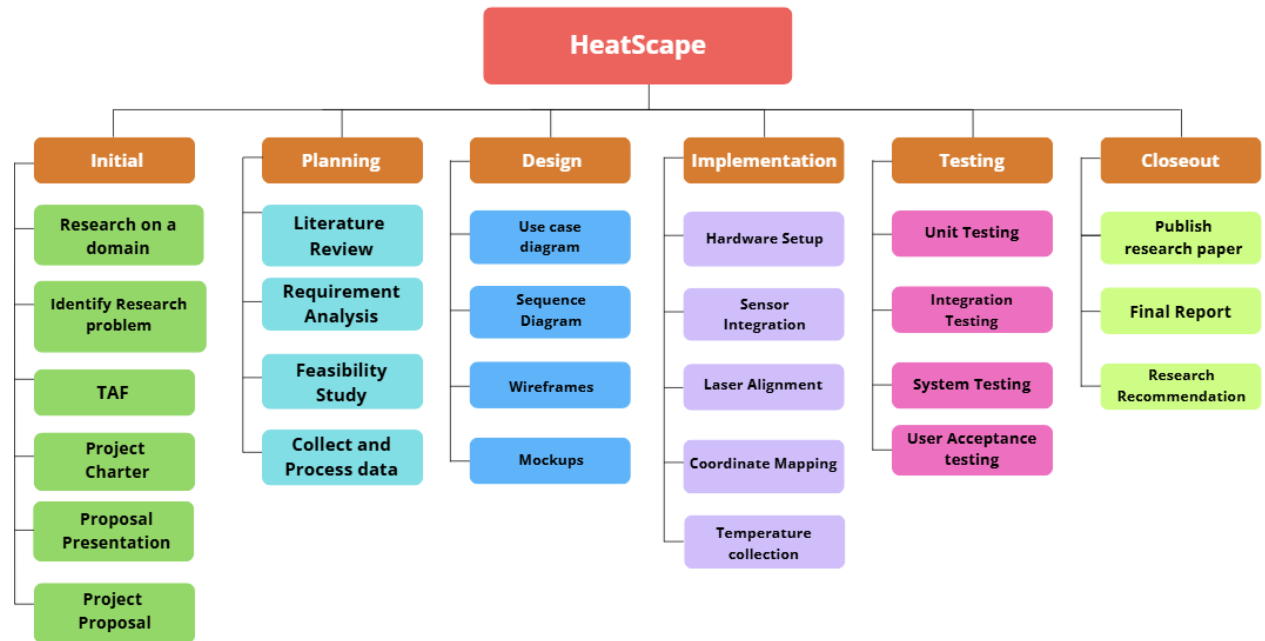 HeatScape
Initial
Research on a
domain
Identify Research
problem
TAF
Project
Charter
Proposal
Presentation
Project
Proposal
Planning
Literature
Review
Requirement
Analysis
Feasibility
Study
Collect and
Process data
Design
Use case
diagram
Sequence
Diagram
Wireframes
Mockups
Implementation
Hardware Setup
Sensor
Integration
Laser Alignment
Coordinate Mapping
Temperature
collection
Testing
Unit Testing
Integration
Testing
System Testing
User Acceptance
testing
Closeout
Publish
research paper
Final Report
Research
Recommendation